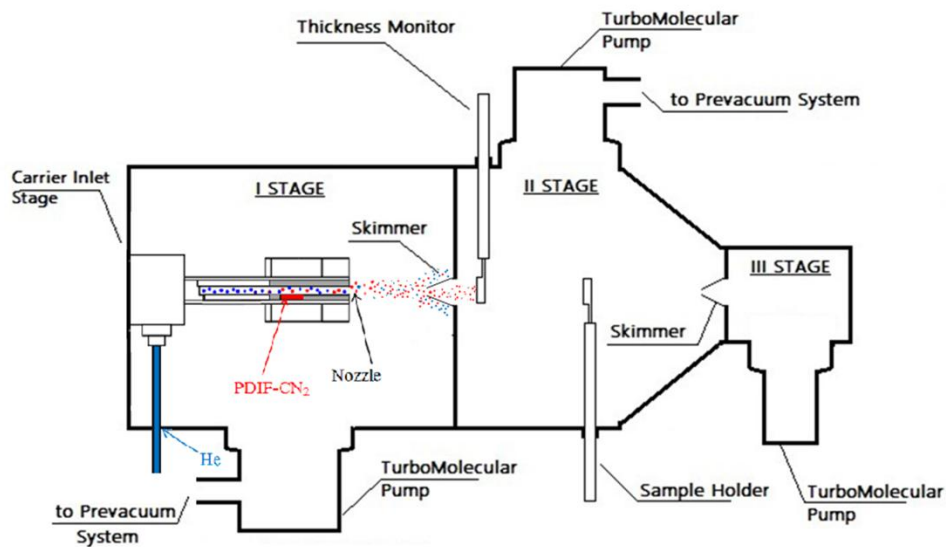 Thickness Monitor
TurboMolecular
Pump
to Prevacuum System
Carrier Inlet
Stage
I STAGE
II STAGE
Skimmer
III STAGE
Skimmer
PDIF-CN₂
Nozzle
He
TurboMolecular
Pump
to Prevacuum
System
Sample Holder
TurboMolecular
Pump